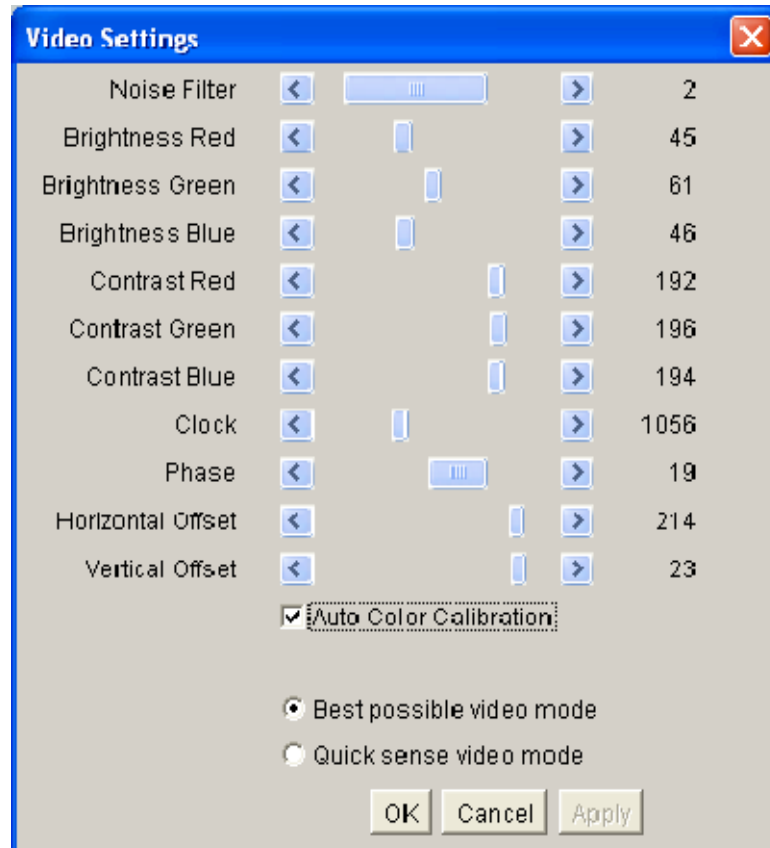 Video Settings
Noise Filter 2
Brightness Red 45
Brightness Green 61
Brightness Blue 46
Contrast Red 192
Contrast Green 196
Contrast Blue 194
Clock 1056
Phase 19
Horizontal Offset 214
Vertical Offset 23
Auto Color Calibration
Best possible video mode
Quick sense video mode
OK Cancel Apply